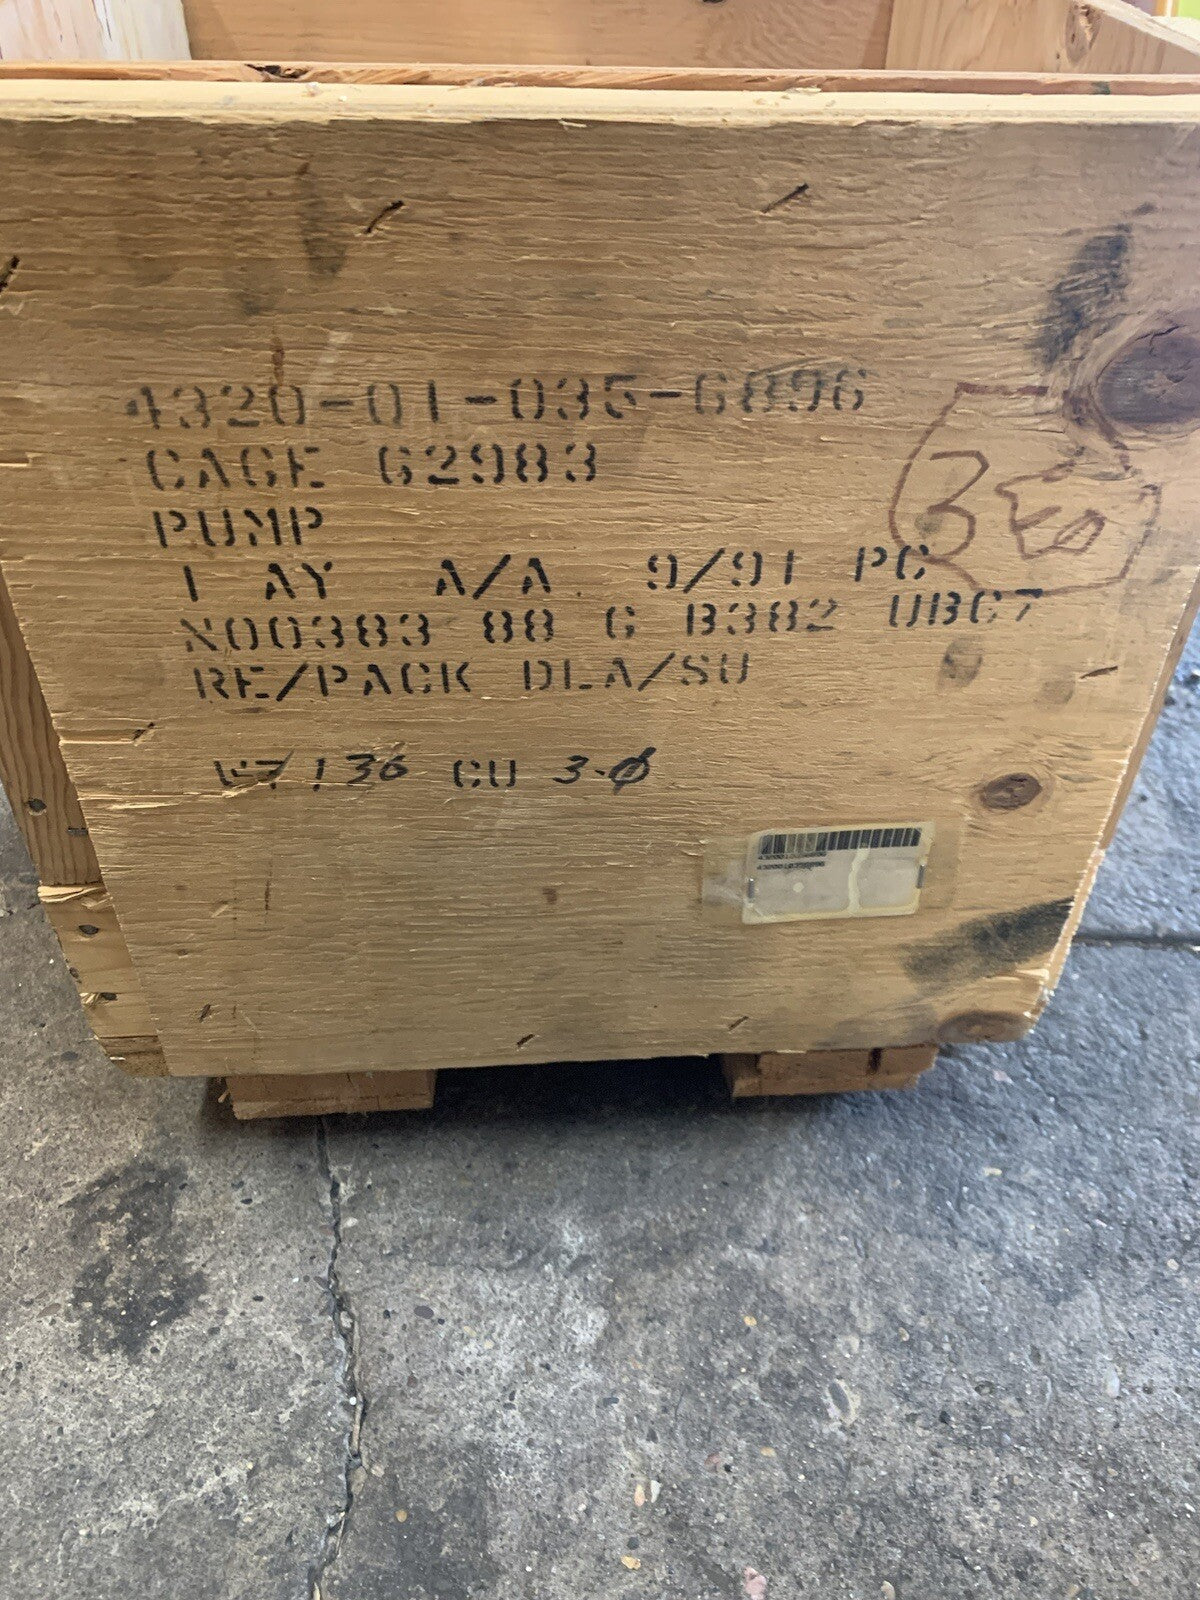 4320-01-035-6896
CAGE 62983
PUMP
1 AY A/A 9/91 PC
N00383 88 G B382 UBC7
RE/PACK DLA/SU
136 CU 3-Ø